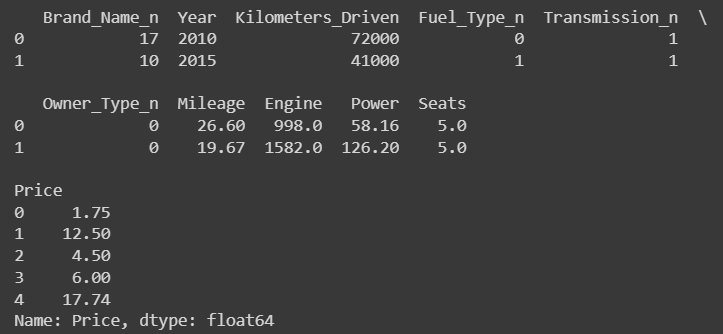 Brand_Name_n Year Kilometers_Driven Fuel_Type_n Transmission_n \
0 17 2010 72000 0 1
1 10 2015 41000 1 1
Owner_Type_n Mileage Engine Power Seats
0 0 26.60 998.0 58.16 5.0
1 0 19.67 1582.0 126.20 5.0
Price
0 1.75
1 12.50
2 4.50
3 6.00
4 17.74
Name: Price, dtype: float64